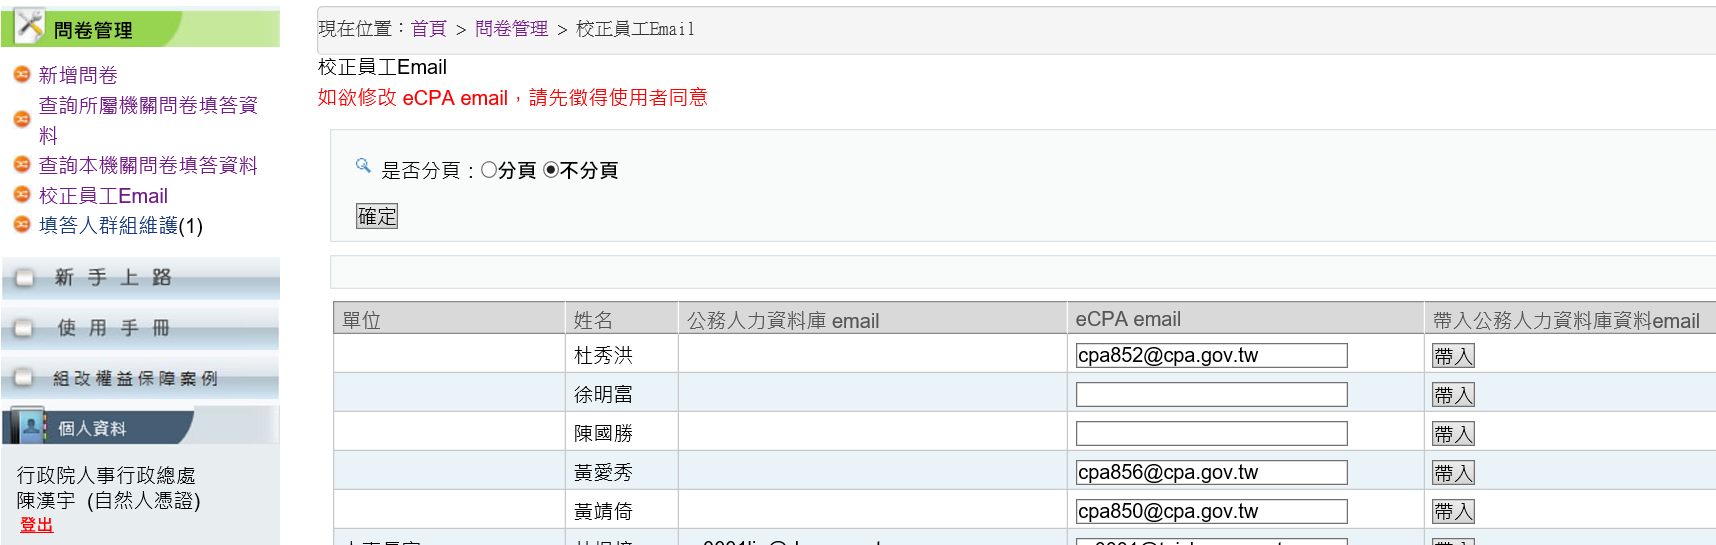 問卷管理
新增問卷
查詢所屬機關問卷填答資
料
查詢本機關問卷填答資料
校正員工Email
填答人群組維護(1)
新手上路
使用手冊
組改權益保障案例
個人資料
行政院人事行政總處
陳漢宇 (自然人憑證)
登出
現在位置：首頁 > 問卷管理 > 校正員工Email
校正員工Email
如欲修改 eCPA email，請先徵得使用者同意
是否分頁：分頁 不分頁
確定
單位 姓名 公務人力資料庫 email eCPA email 帶入公務人力資料庫資料email
杜秀洪 cpa852@cpa.gov.tw 帶入
徐明富 帶入
陳國勝 帶入
黃愛秀 cpa856@cpa.gov.tw 帶入
黃靖倚 cpa850@cpa.gov.tw 帶入